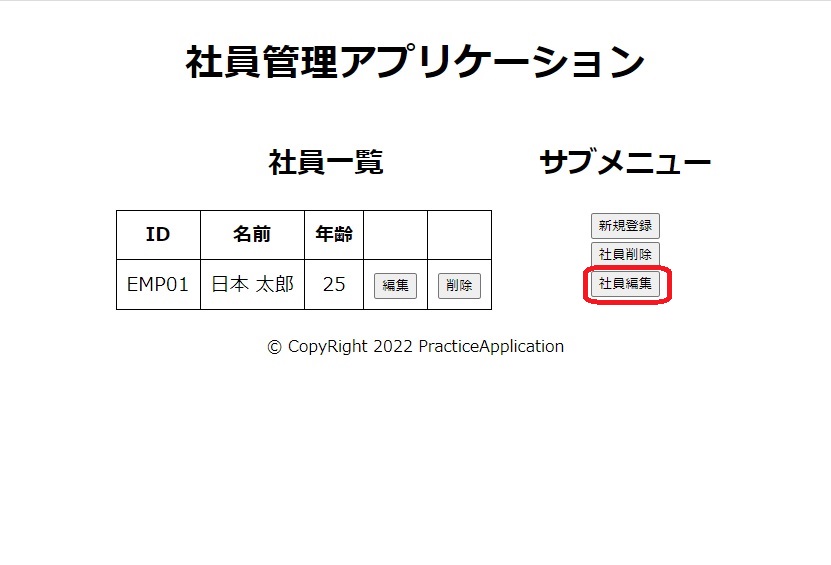 社員管理アプリケーション
社員一覧
ID 名前 年齢
EMP01 日本 太郎 25 編集 削除
サブメニュー
新規登録
社員削除
社員編集
© CopyRight 2022 PracticeApplication